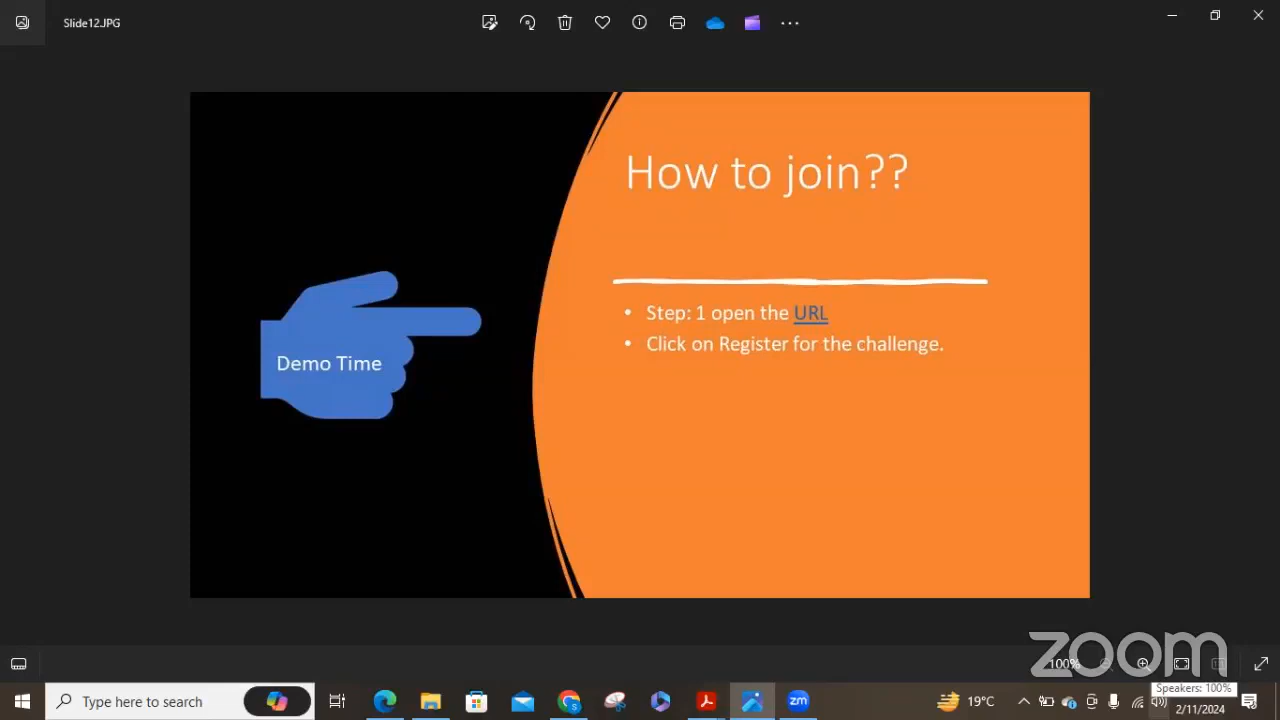 Slide12.JPG
How to join??
• Step: 1 open the URL
• Click on Register for the challenge.
Demo Time
zoom
100%
Speakers: 100%
Type here to search
zm
19°C
2/11/2024